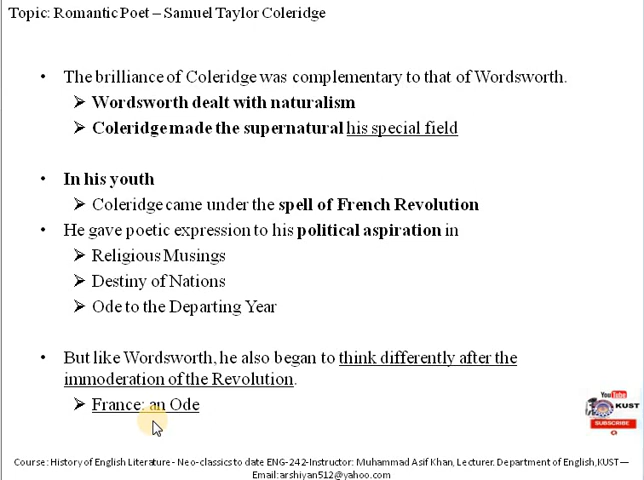 Topic: Romantic Poet – Samuel Taylor Coleridge
• The brilliance of Coleridge was complementary to that of Wordsworth.
➢ Wordsworth dealt with naturalism
➢ Coleridge made the supernatural his special field
• In his youth
➢ Coleridge came under the spell of French Revolution
• He gave poetic expression to his political aspiration in
➢ Religious Musings
➢ Destiny of Nations
➢ Ode to the Departing Year
• But like Wordsworth, he also began to think differently after the
immoderation of the Revolution.
➢ France: an Ode
YouTube
KUST
SUBSCRIBE
Course: History of English Literature - Neo-classics to date ENG-242-Instructor: Muhammad Asif Khan, Lecturer. Department of English,KUST—
Email:arshiyan512@yahoo.com